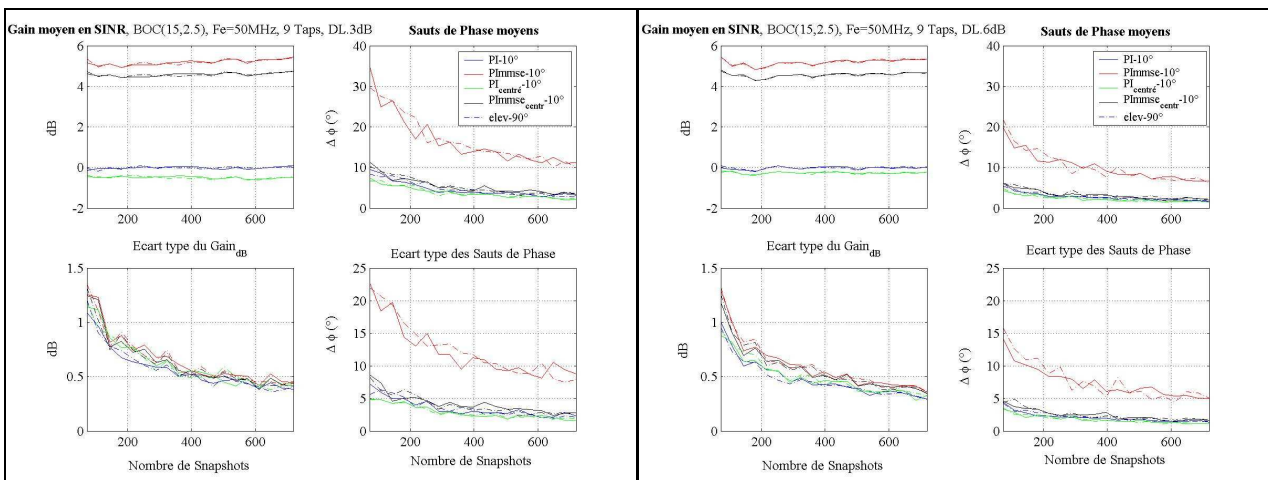 Gain moyen en SINR, BOC(15,2.5), Fe=50MHz, 9 Taps, DL.3dB
Sauts de Phase moyens
6
4
2
0
-2
dB
200
400
600
40
30
20
10
0
Δ ϕ (°)
200
400
600
PI-10°
PImmse-10°
PIcentré-10°
PImmsecentr-10°
elev-90°
Ecart type du GaindB
Ecart type des Sauts de Phase
1.5
1
0.5
0
dB
200
400
600
Nombre de Snapshots
25
20
15
10
5
0
Δ ϕ (°)
200
400
600
Nombre de Snapshots
Gain moyen en SINR, BOC(15,2.5), Fe=50MHz, 9 Taps, DL.6dB
Sauts de Phase moyens
6
4
2
0
-2
dB
200
400
600
40
30
20
10
0
Δ ϕ (°)
200
400
600
PI-10°
PImmse-10°
PIcentré-10°
PImmsecentr-10°
elev-90°
Ecart type du GaindB
Ecart type des Sauts de Phase
1.5
1
0.5
0
dB
200
400
600
Nombre de Snapshots
25
20
15
10
5
0
Δ ϕ (°)
200
400
600
Nombre de Snapshots